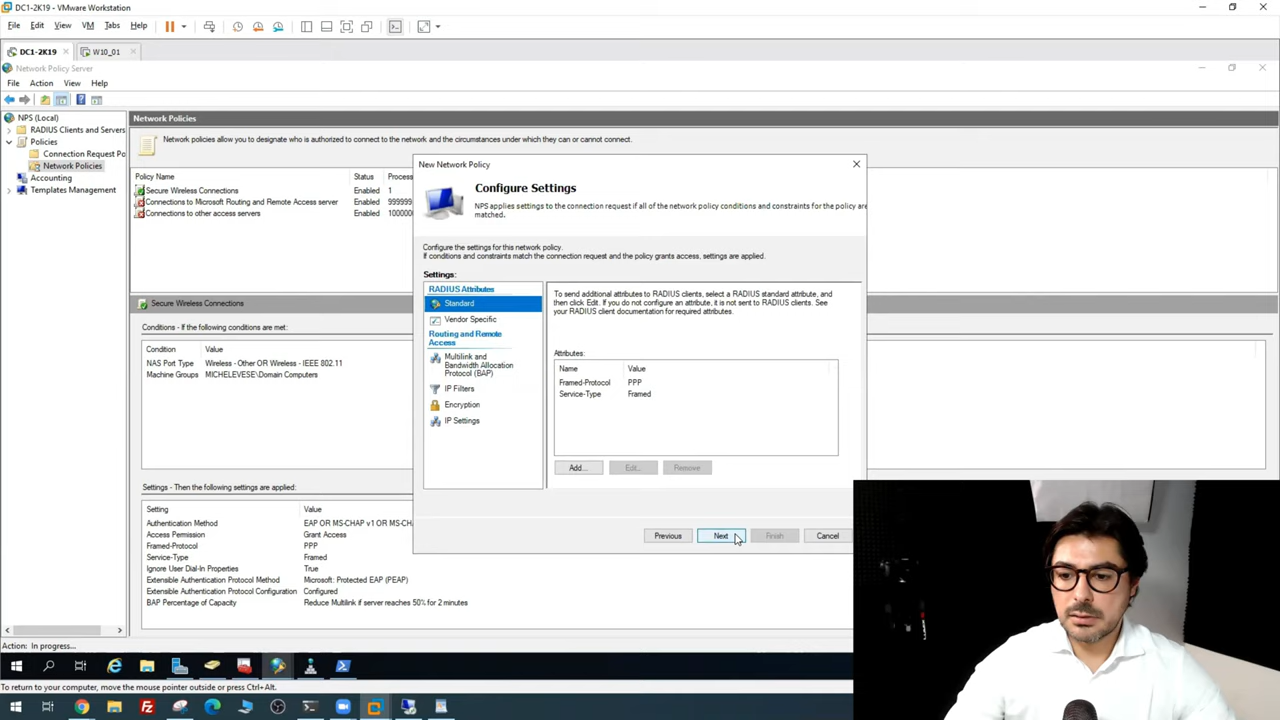 DC1-2K19 - VMware Workstation
File Edit View VM Tabs Help
DC1-2K19 W10_01
Network Policy Server
File Action View Help
NPS (Local)
RADIUS Clients and Servers
Policies
Connection Request Po
Network Policies
Accounting
Templates Management
Network Policies
Network policies allow you to designate who is authorized to connect to the network and the circumstances under which they can or cannot connect.
Policy Name Status Process
Secure Wireless Connections Enabled 1
Connections to Microsoft Routing and Remote Access server Enabled 999999
Connections to other access servers Enabled 1000000
Secure Wireless Connections
Conditions - If the following conditions are met:
Condition Value
NAS Port Type Wireless - Other OR Wireless - IEEE 802.11
Machine Groups MICHELEVESE\Domain Computers
Settings - Then the following settings are applied:
Setting Value
Authentication Method EAP OR MS-CHAP v1 OR MS-CH
Access Permission Grant Access
Framed-Protocol PPP
Service-Type Framed
Ignore User Dial-In Properties True
Extensible Authentication Protocol Method Microsoft: Protected EAP (PEAP)
Extensible Authentication Protocol Configuration Configured
BAP Percentage of Capacity Reduce Multilink if server reaches 50% for 2 minutes
New Network Policy
Configure Settings
NPS applies settings to the connection request if all of the network policy conditions and constraints for the policy are
matched.
Configure the settings for this network policy.
If conditions and constraints match the connection request and the policy grants access, settings are applied.
Settings:
RADIUS Attributes
Standard
Vendor Specific
Routing and Remote
Access
Multilink and
Bandwidth Allocation
Protocol (BAP)
IP Filters
Encryption
IP Settings
To send additional attributes to RADIUS clients, select a RADIUS standard attribute, and
then click Edit. If you do not configure an attribute, it is not sent to RADIUS clients. See
your RADIUS client documentation for required attributes.
Attributes:
Name Value
Framed-Protocol PPP
Service-Type Framed
Add... Edit... Remove
Previous Next Finish Cancel
Action: In progress...
To return to your computer, move the mouse pointer outside or press Ctrl+Alt.